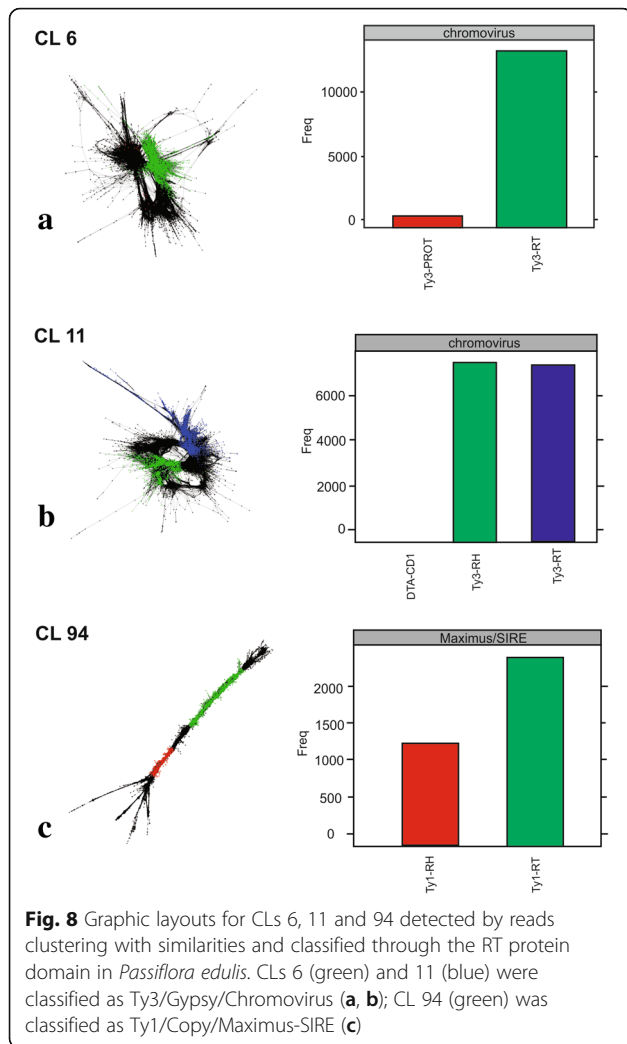 CL 6
chromovirus
Freq
10000
5000
0
Ty3-PROT
Ty3-RT
a
CL 11
chromovirus
Freq
6000
4000
2000
0
DTA-CD1
Ty3-RH
Ty3-RT
b
CL 94
Maximus/SIRE
Freq
2000
1500
1000
500
0
Ty1-RH
Ty1-RT
c
Fig. 8 Graphic layouts for CLs 6, 11 and 94 detected by reads
clustering with similarities and classified through the RT protein
domain in Passiflora edulis. CLs 6 (green) and 11 (blue) were
classified as Ty3/Gypsy/Chromovirus (a, b); CL 94 (green) was
classified as Ty1/Copy/Maximus-SIRE (c)